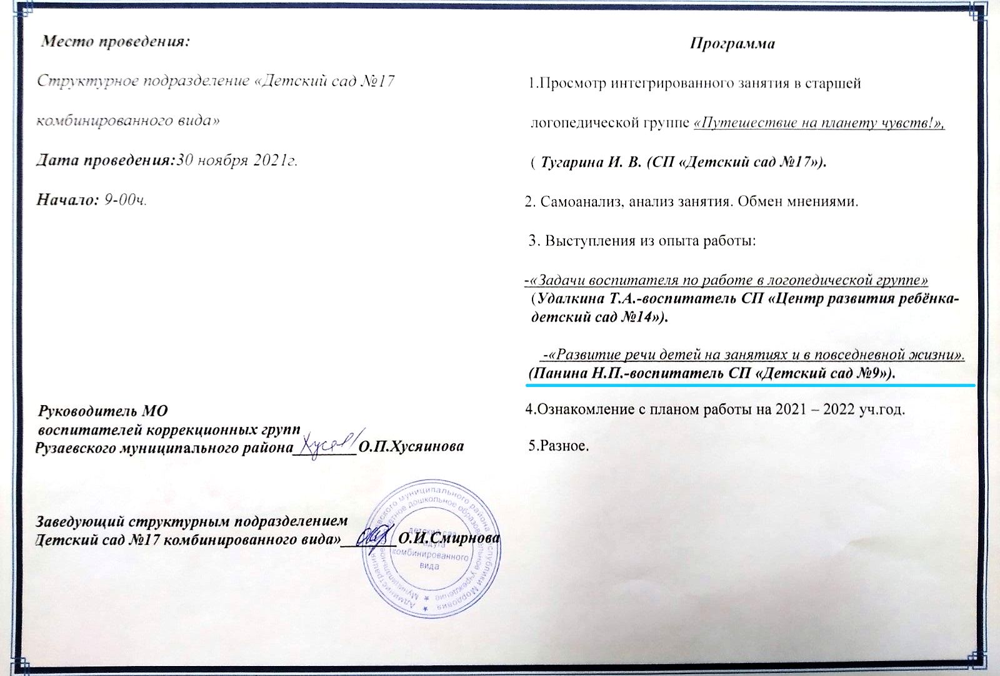 Место проведения:
Структурное подразделение «Детский сад №17
комбинированного вида»
Дата проведения:30 ноября 2021г.
Начало: 9-00ч.
Руководитель МО
воспитателей коррекционных групп
Рузаевского муниципального района________О.П.Хусяинова
Заведующий структурным подразделением
Детский сад №17 комбинированного вида»_______О.И.Смирнова
детский сад
комбинированного
вида
Программа
1.Просмотр интегрированного занятия в старшей
логопедической группе «Путешествие на планету чувств!»,
( Тугарина И. В. (СП «Детский сад №17»).
2. Самоанализ, анализ занятия. Обмен мнениями.
3. Выступления из опыта работы:
-«Задачи воспитателя по работе в логопедической группе»
(Удалкина Т.А.-воспитатель СП «Центр развития ребёнка-
детский сад №14»).
-«Развитие речи детей на занятиях и в повседневной жизни».
(Панина Н.П.-воспитатель СП «Детский сад №9»).
4.Ознакомление с планом работы на 2021 – 2022 уч.год.
5.Разное.